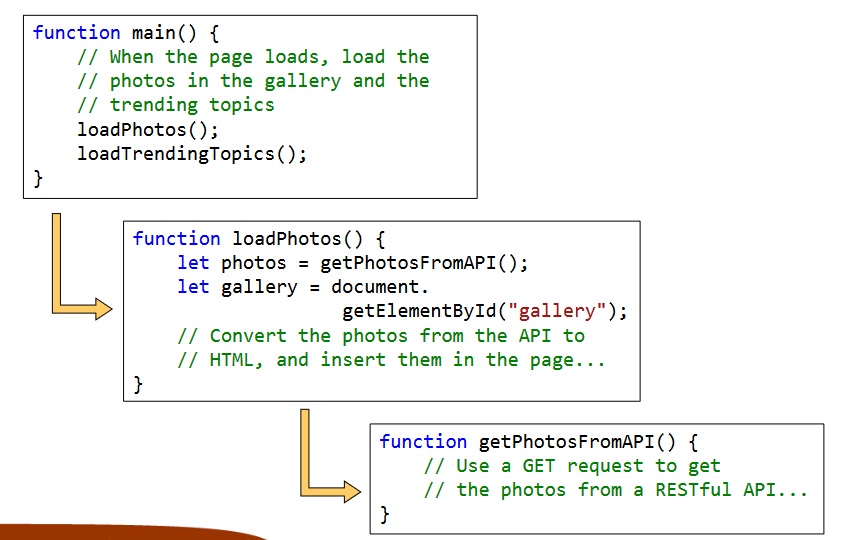 function main() {
    // When the page loads, load the
    // photos in the gallery and the
    // trending topics
    loadPhotos();
    loadTrendingTopics();
}
function loadPhotos() {
    let photos = getPhotosFromAPI();
    let gallery = document.
                   getElementById("gallery");
    // Convert the photos from the API to
    // HTML, and insert them in the page...
}
function getPhotosFromAPI() {
    // Use a GET request to get
    // the photos from a RESTful API...
}